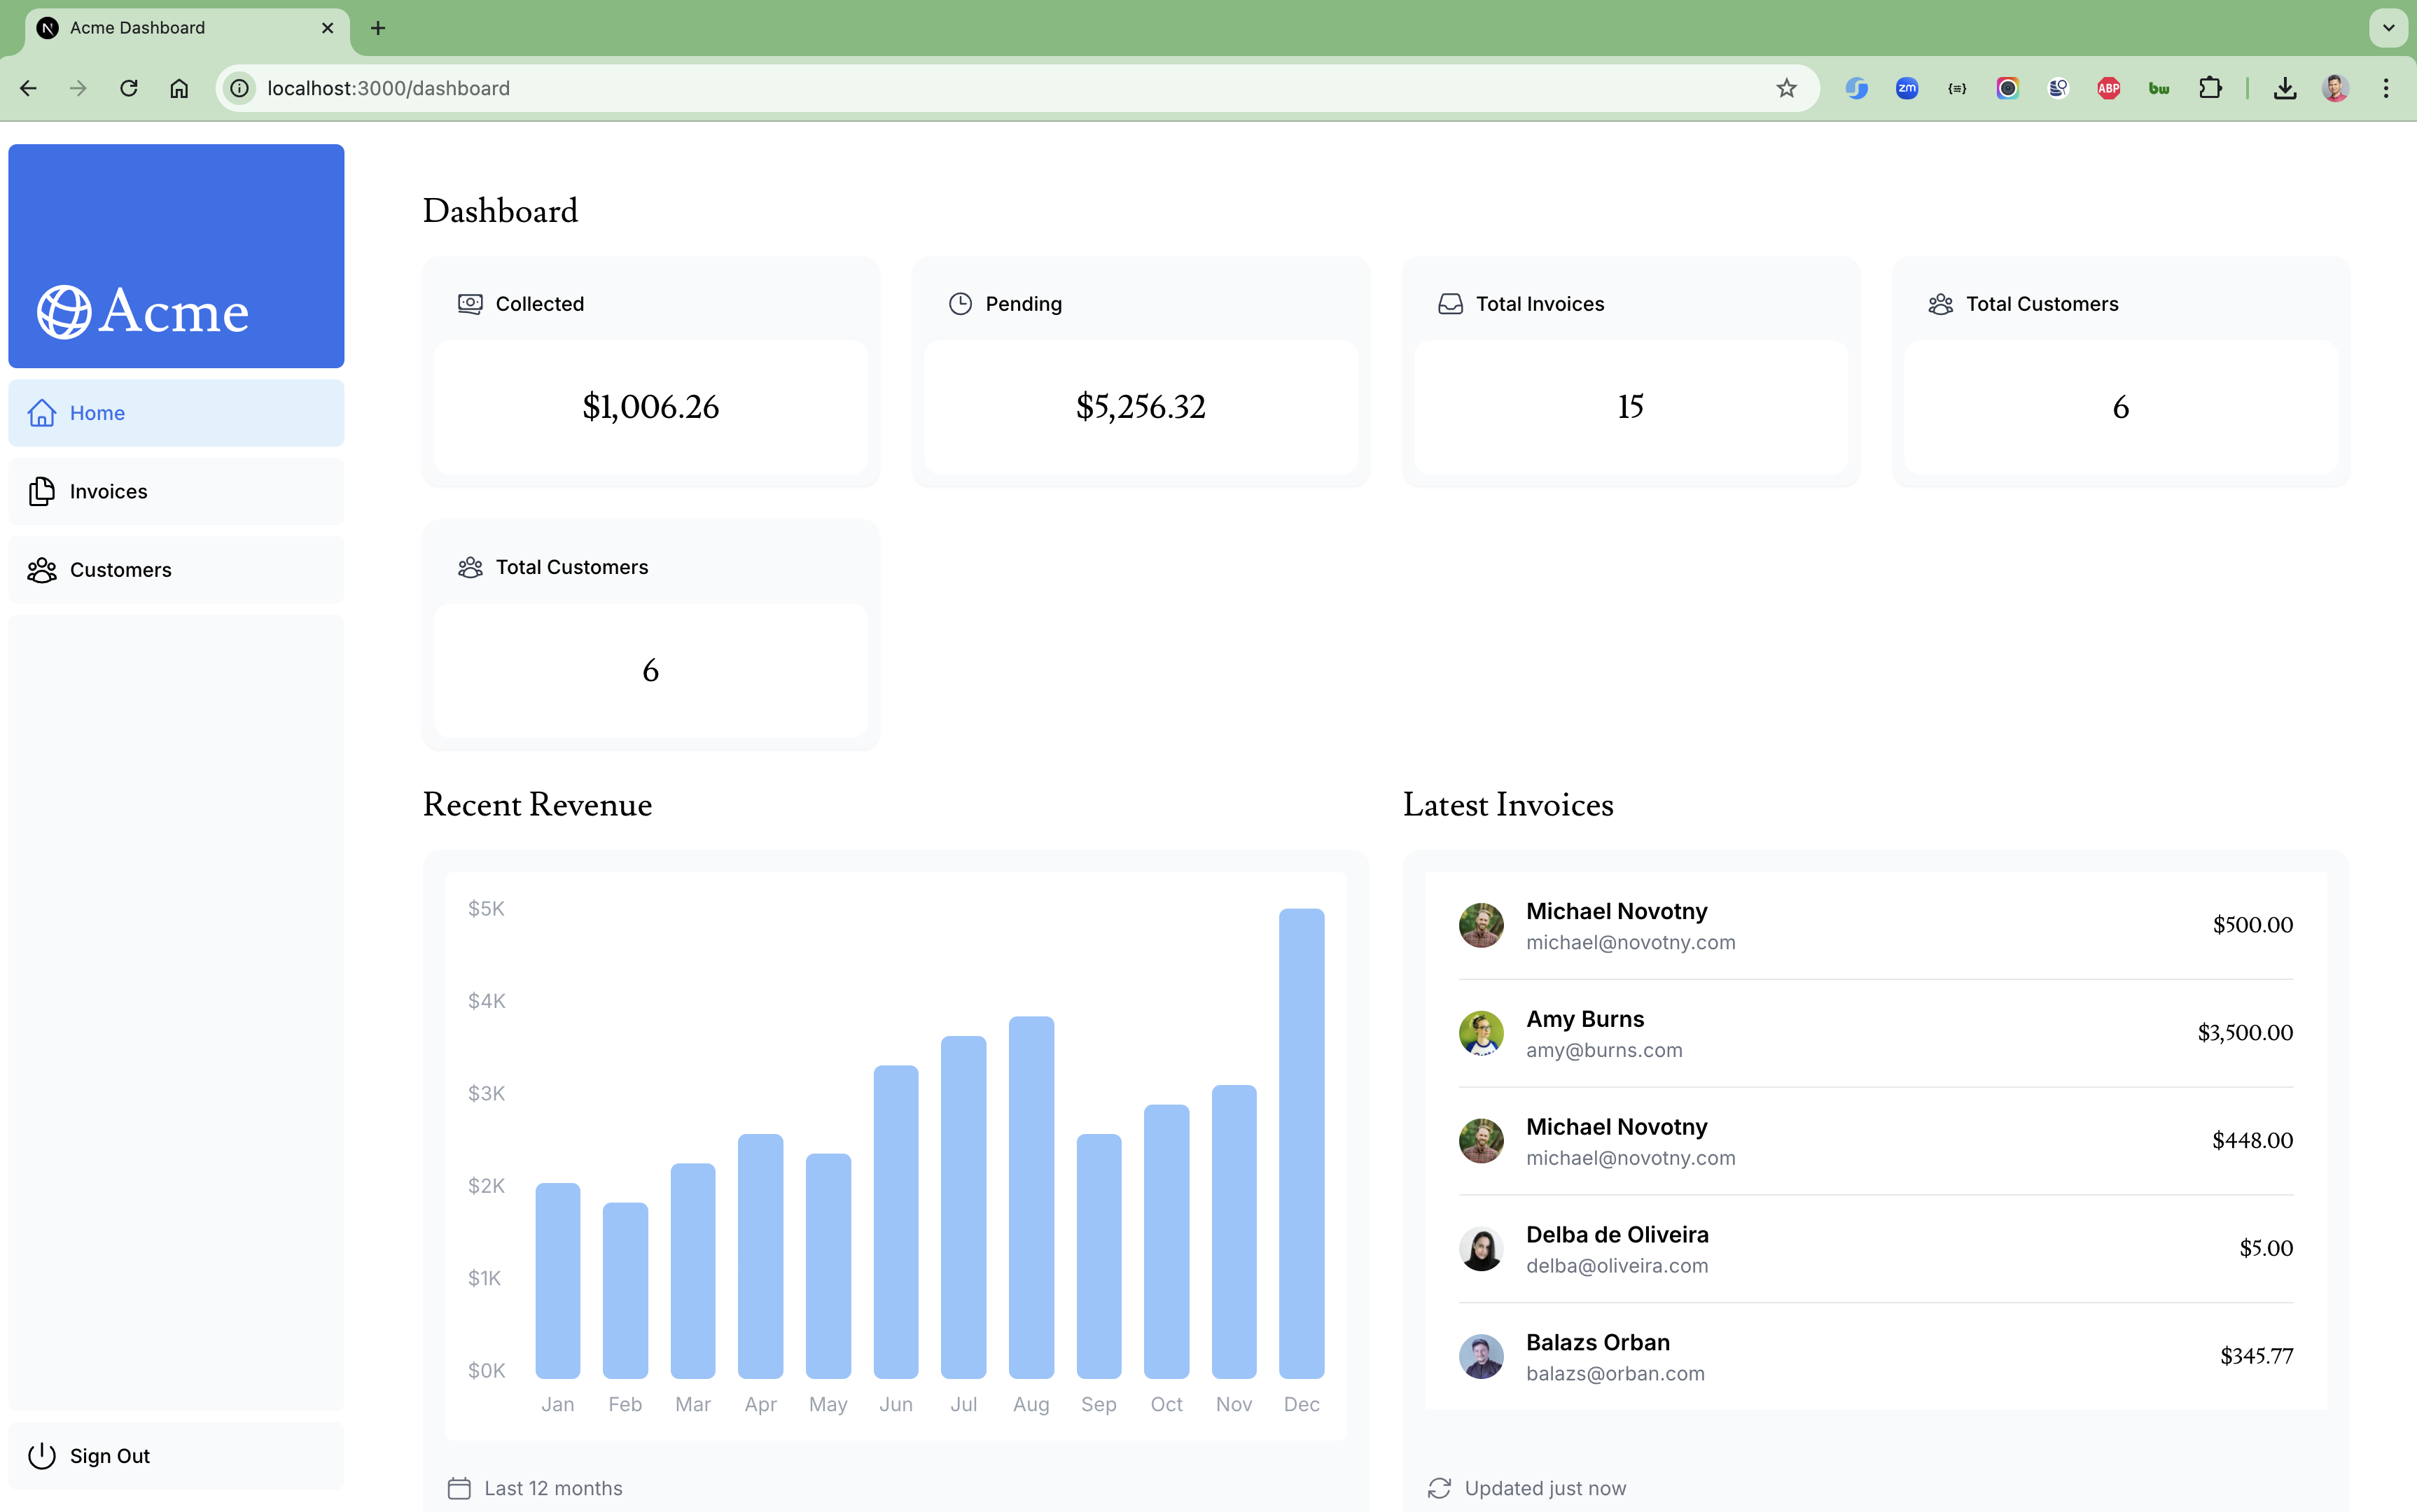 Acme Dashboard
localhost:3000/dashboard
zm
ABP
bw
Acme
Home
Invoices
Customers
Sign Out
Dashboard
Collected
$1,006.26
Pending
$5,256.32
Total Invoices
15
Total Customers
6
Total Customers
6
Recent Revenue
$5K
$4K
$3K
$2K
$1K
$0K
Jan Feb Mar Apr May Jun Jul Aug Sep Oct Nov Dec
Last 12 months
Latest Invoices
Michael Novotny
michael@novotny.com
$500.00
Amy Burns
amy@burns.com
$3,500.00
Michael Novotny
michael@novotny.com
$448.00
Delba de Oliveira
delba@oliveira.com
$5.00
Balazs Orban
balazs@orban.com
$345.77
Updated just now